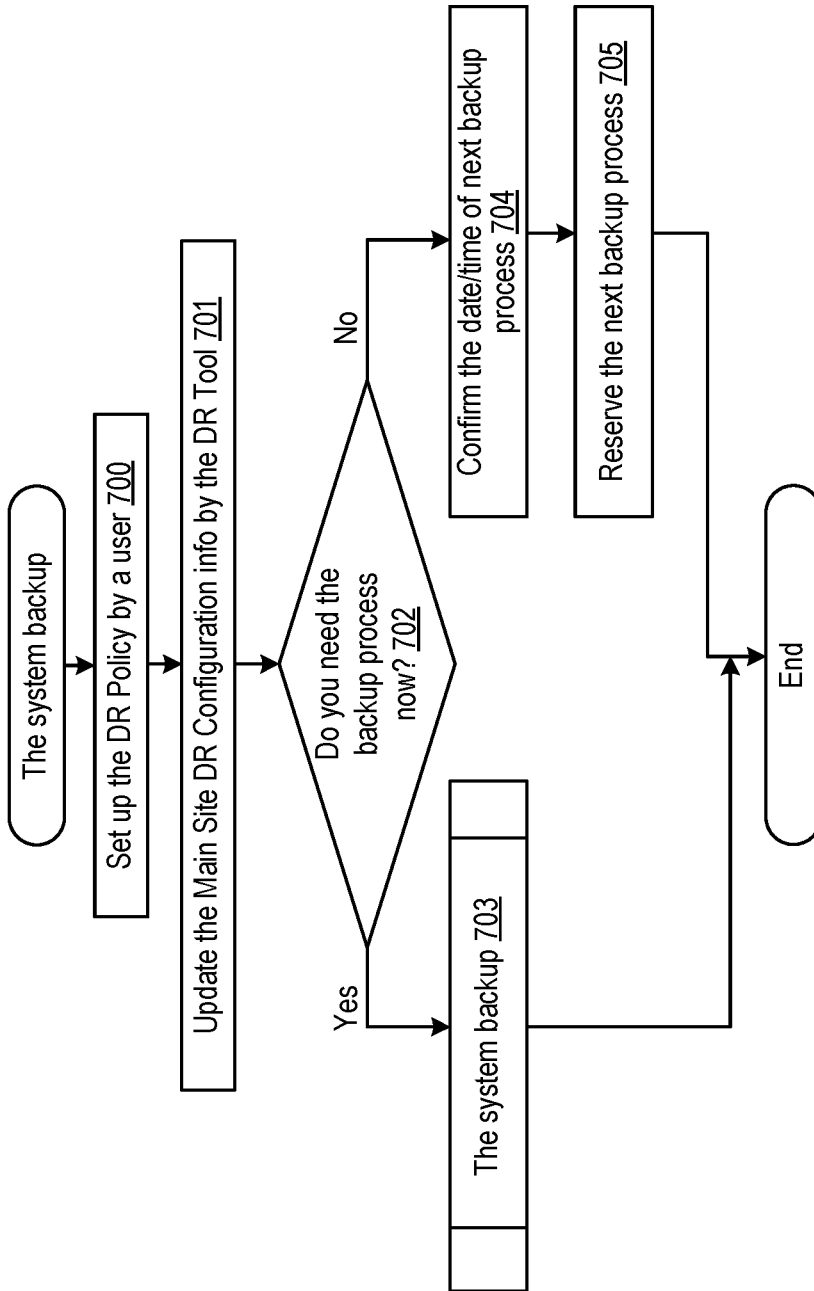 The system backup
Set up the DR Policy by a user 700
Update the Main Site DR Configuration info by the DR Tool 701
Do you need the
backup process
now? 702
Yes
No
The system backup 703
Confirm the date/time of next backup
process 704
Reserve the next backup process 705
End